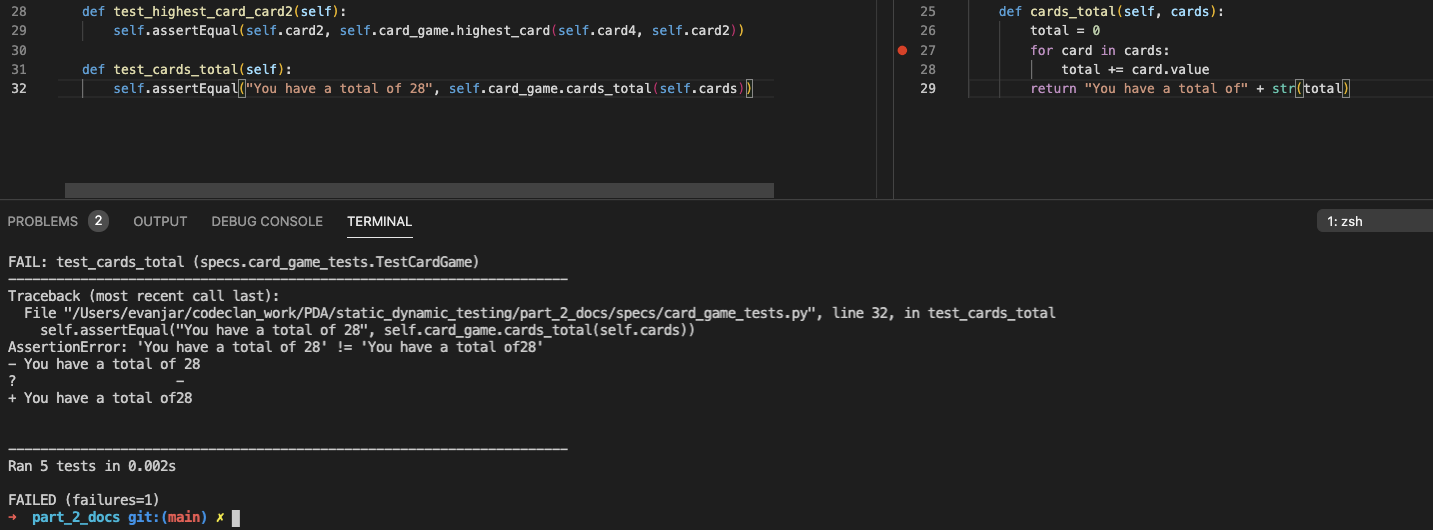 28 def test_highest_card_card2(self):
29 self.assertEqual(self.card2, self.card_game.highest_card(self.card4, self.card2))
30
31 def test_cards_total(self):
32 self.assertEqual("You have a total of 28", self.card_game.cards_total(self.cards))
25 def cards_total(self, cards):
26 total = 0
27 for card in cards:
28 total += card.value
29 return "You have a total of" + str(total)
PROBLEMS 2 OUTPUT DEBUG CONSOLE TERMINAL 1: zsh
FAIL: test_cards_total (specs.card_game_tests.TestCardGame)
----------------------------------------------------------------------
Traceback (most recent call last):
File "/Users/evanjar/codeclan_work/PDA/static_dynamic_testing/part_2_docs/specs/card_game_tests.py", line 32, in test_cards_total
self.assertEqual("You have a total of 28", self.card_game.cards_total(self.cards))
AssertionError: 'You have a total of 28' != 'You have a total of28'
- You have a total of 28
?                    -
+ You have a total of28
----------------------------------------------------------------------
Ran 5 tests in 0.002s
FAILED (failures=1)
→ part_2_docs git:(main) ✗